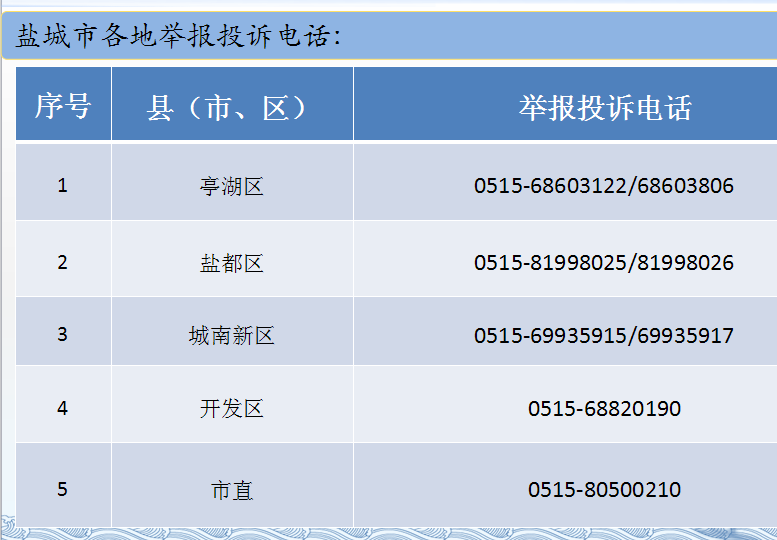 盐城市各地举报投诉电话:
序号 县（市、区） 举报投诉电话
1 亭湖区 0515-68603122/68603806
2 盐都区 0515-81998025/81998026
3 城南新区 0515-69935915/69935917
4 开发区 0515-68820190
5 市直 0515-80500210